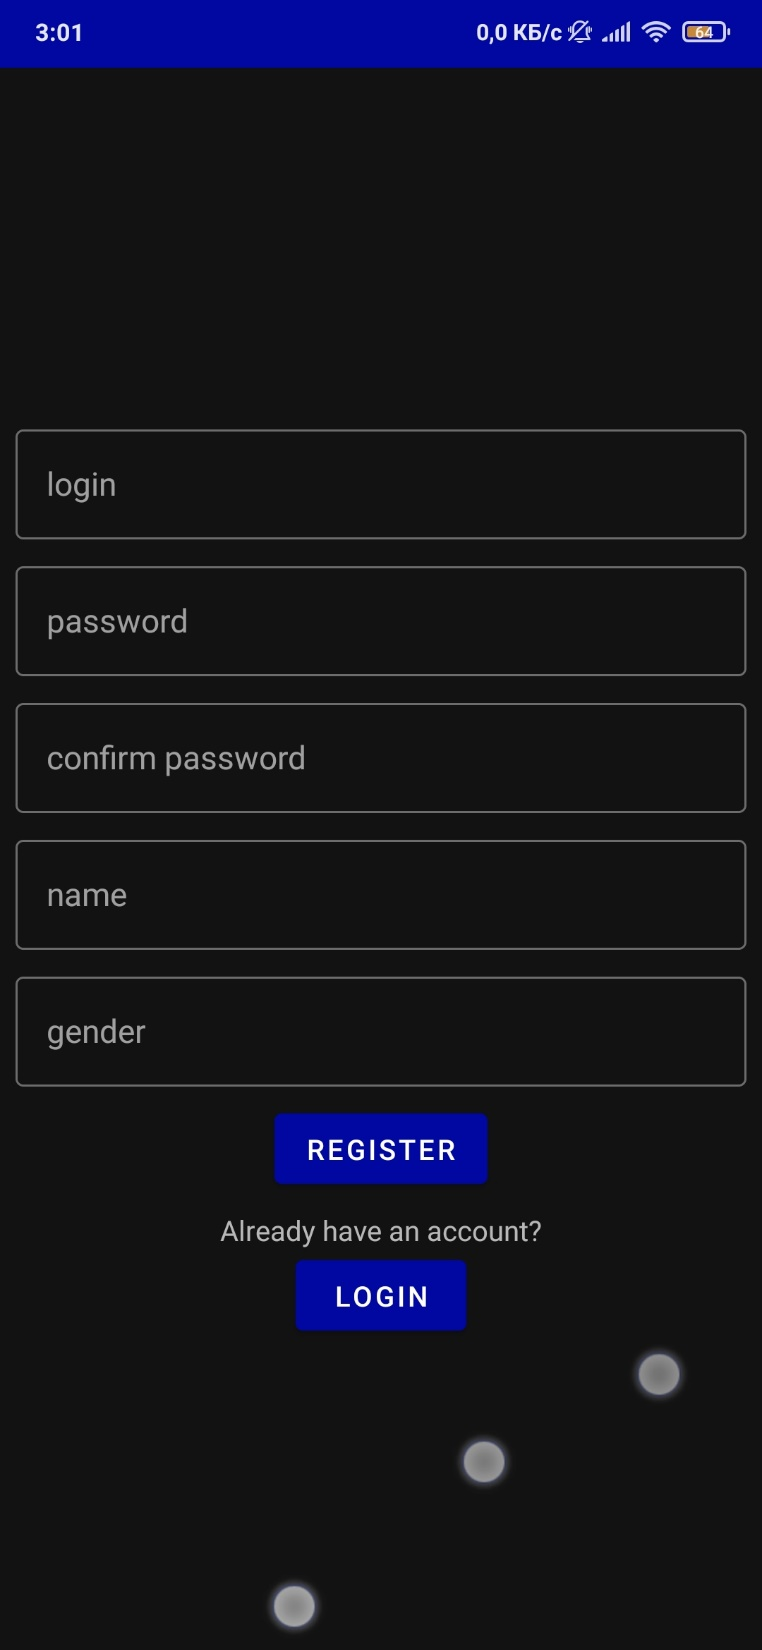 3:01 0,0 КБ/с 64
login
password
confirm password
name
gender
REGISTER
Already have an account?
LOGIN